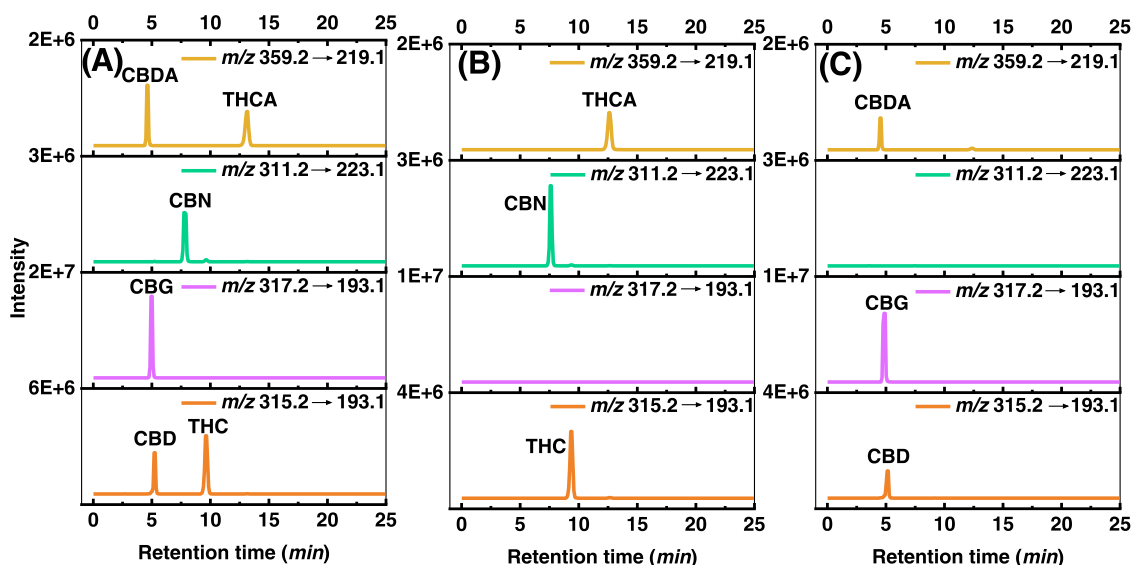 0 5 10 15 20 25 0 5 10 15 20 25 0 5 10 15 20 25
2E+6 (A) CBDA THCA m/z 359.2 → 219.1
3E+6 CBN m/z 311.2 → 223.1
2E+7 CBG m/z 317.2 → 193.1
6E+6 CBD THC m/z 315.2 → 193.1
0 5 10 15 20 25
Retention time (min)
Intensity
2E+6 (B) THCA m/z 359.2 → 219.1
3E+6 CBN m/z 311.2 → 223.1
1E+7 m/z 317.2 → 193.1
4E+6 THC m/z 315.2 → 193.1
0 5 10 15 20 25
Retention time (min)
2E+6 (C) CBDA m/z 359.2 → 219.1
3E+6 m/z 311.2 → 223.1
1E+7 CBG m/z 317.2 → 193.1
4E+6 CBD m/z 315.2 → 193.1
0 5 10 15 20 25
Retention time (min)